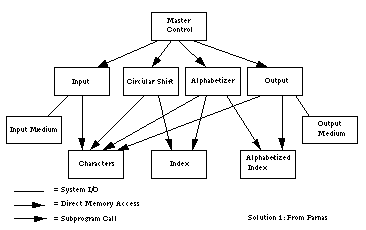 Master
Control
Input
Circular Shift
Alphabetizer
Output
Input Medium
Output
Medium
Characters
Index
Alphabetized
Index
= System I/O
= Direct Memory Access
= Subprogram Call
Solution 1: From Parnas